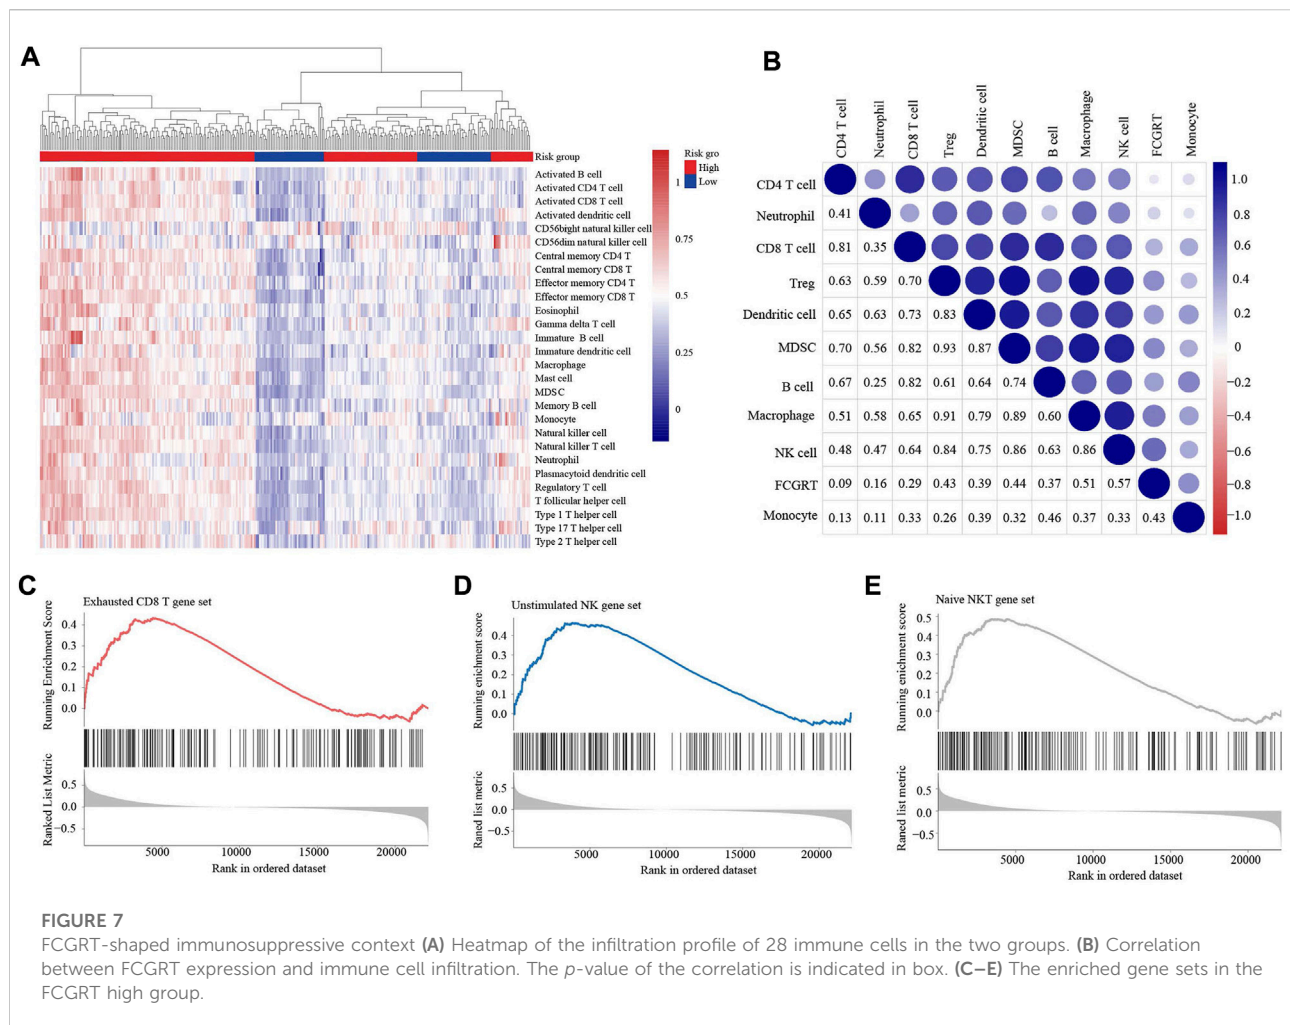 A
Risk group
Risk gro
High
Low
1
0.75
0.5
0.25
0
Activated B cell
Activated CD4 T cell
Activated CD8 T cell
Activated dendritic cell
CD56bight natural killer cell
CD56dim natural killer cell
Central memory CD4 T
Central memory CD8 T
Effector memory CD4 T
Effector memory CD8 T
Eosinophil
Gamma delta T cell
Immature B cell
Immature dendritic cell
Macrophage
Mast cell
MDSC
Memory B cell
Monocyte
Natural killer cell
Natural killer T cell
Neutrophil
Plasmacytoid dendritic cell
Regulatory T cell
T follicular helper cell
Type 1 T helper cell
Type 17 T helper cell
Type 2 T helper cell
B
CD4 T cell
Neutrophil
CD8 T cell
Treg
Dendritic cell
MDSC
B cell
Macrophage
NK cell
FCGRT
Monocyte
CD4 T cell
Neutrophil 0.41
CD8 T cell 0.81 0.35
Treg 0.63 0.59 0.70
Dendritic cell 0.65 0.63 0.73 0.83
MDSC 0.70 0.56 0.82 0.93 0.87
B cell 0.67 0.25 0.82 0.61 0.64 0.74
Macrophage 0.51 0.58 0.65 0.91 0.79 0.89 0.60
NK cell 0.48 0.47 0.64 0.84 0.75 0.86 0.63 0.86
FCGRT 0.09 0.16 0.29 0.43 0.39 0.44 0.37 0.51 0.57
Monocyte 0.13 0.11 0.33 0.26 0.39 0.32 0.46 0.37 0.33 0.43
1.0
0.8
0.6
0.4
0.2
0
-0.2
-0.4
-0.6
-0.8
-1.0
C
Exhausted CD8 T gene set
Running Enrichment Score
0.4
0.3
0.2
0.1
0.0
Ranked List Metric
0.5
0.0
−0.5
5000 10000 15000 20000
Rank in ordered dataset
D
Unstimulated NK gene set
Running enichment score
0.4
0.3
0.2
0.1
0.0
Raned list metric
0.5
0.0
−0.5
5000 10000 15000 20000
Rank in ordered dataset
E
Naive NKT gene set
Running enichment score
0.5
0.4
0.3
0.2
0.1
0.0
Raned list metric
0.5
0.0
−0.5
5000 10000 15000 20000
Rank in ordered dataset
FIGURE 7
FCGRT-shaped immunosuppressive context (A) Heatmap of the infiltration profile of 28 immune cells in the two groups. (B) Correlation
between FCGRT expression and immune cell infiltration. The p-value of the correlation is indicated in box. (C–E) The enriched gene sets in the
FCGRT high group.